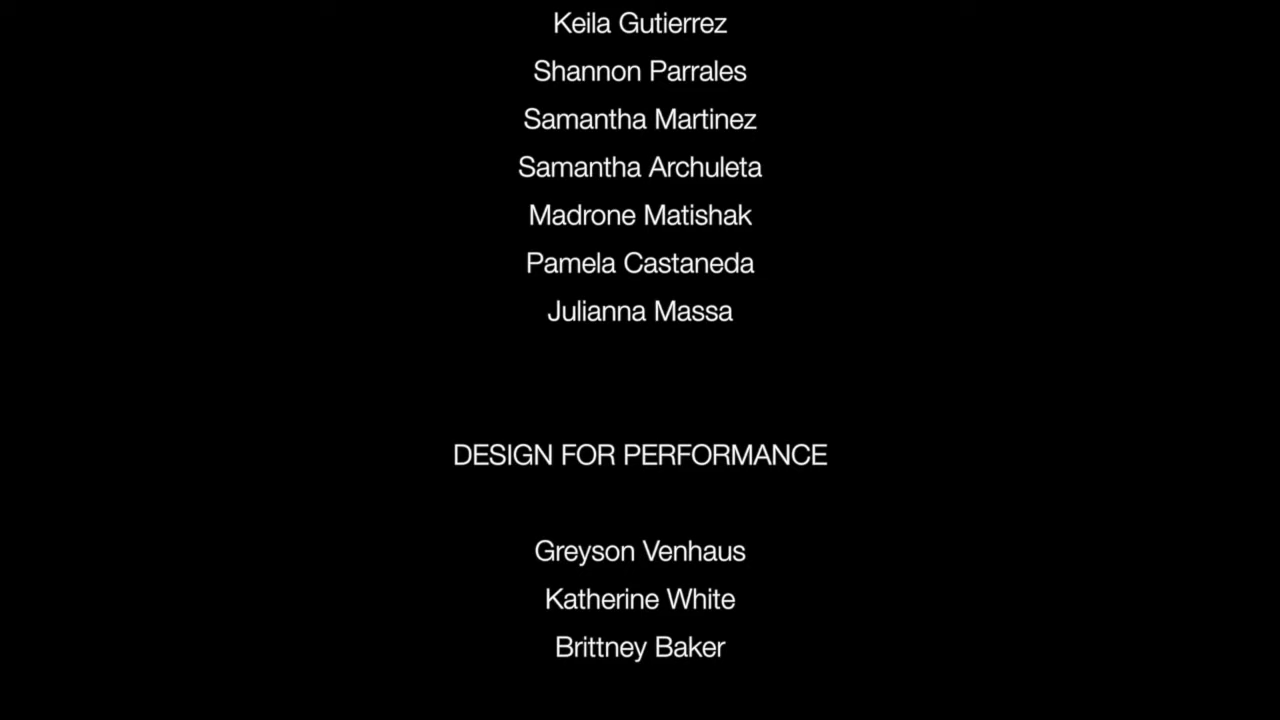 Keila Gutierrez
Shannon Parrales
Samantha Martinez
Samantha Archuleta
Madrone Matishak
Pamela Castaneda
Julianna Massa
DESIGN FOR PERFORMANCE
Greyson Venhaus
Katherine White
Brittney Baker